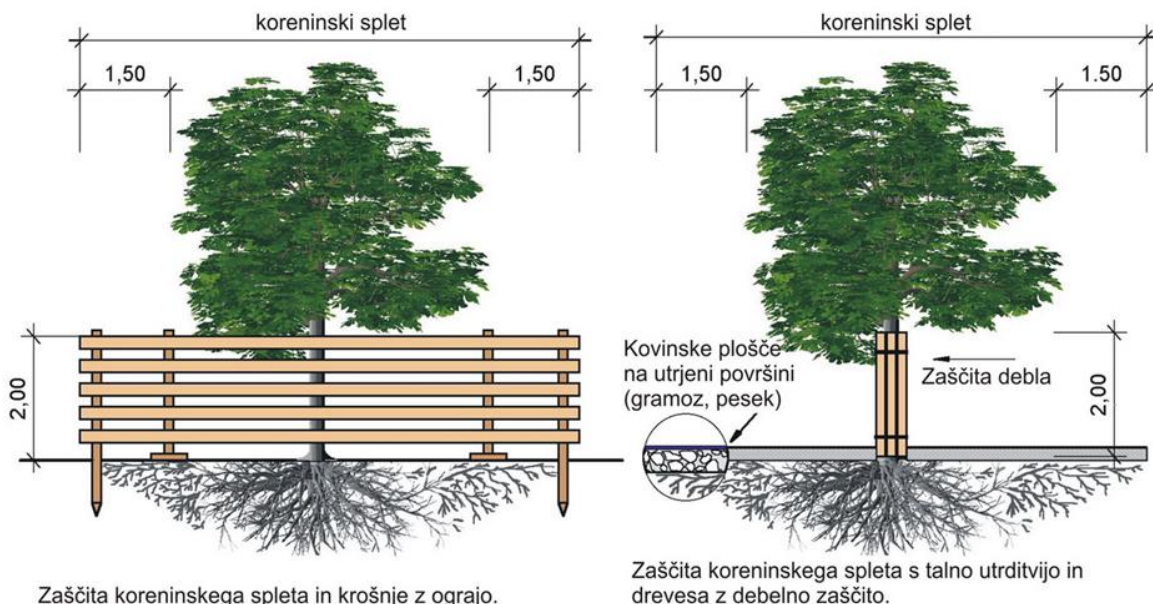 koreninski splet
1,50
1,50
2,00
Zaščita koreninskega spleta in krošnje z ograjo.
koreninski splet
1,50
1.50
Kovinske plošče
na utrjeni površini
(gramoz, pesek)
Zaščita debla
2,00
Zaščita koreninskega spleta s talno utrditvijo in
drevesa z debelno zaščito.